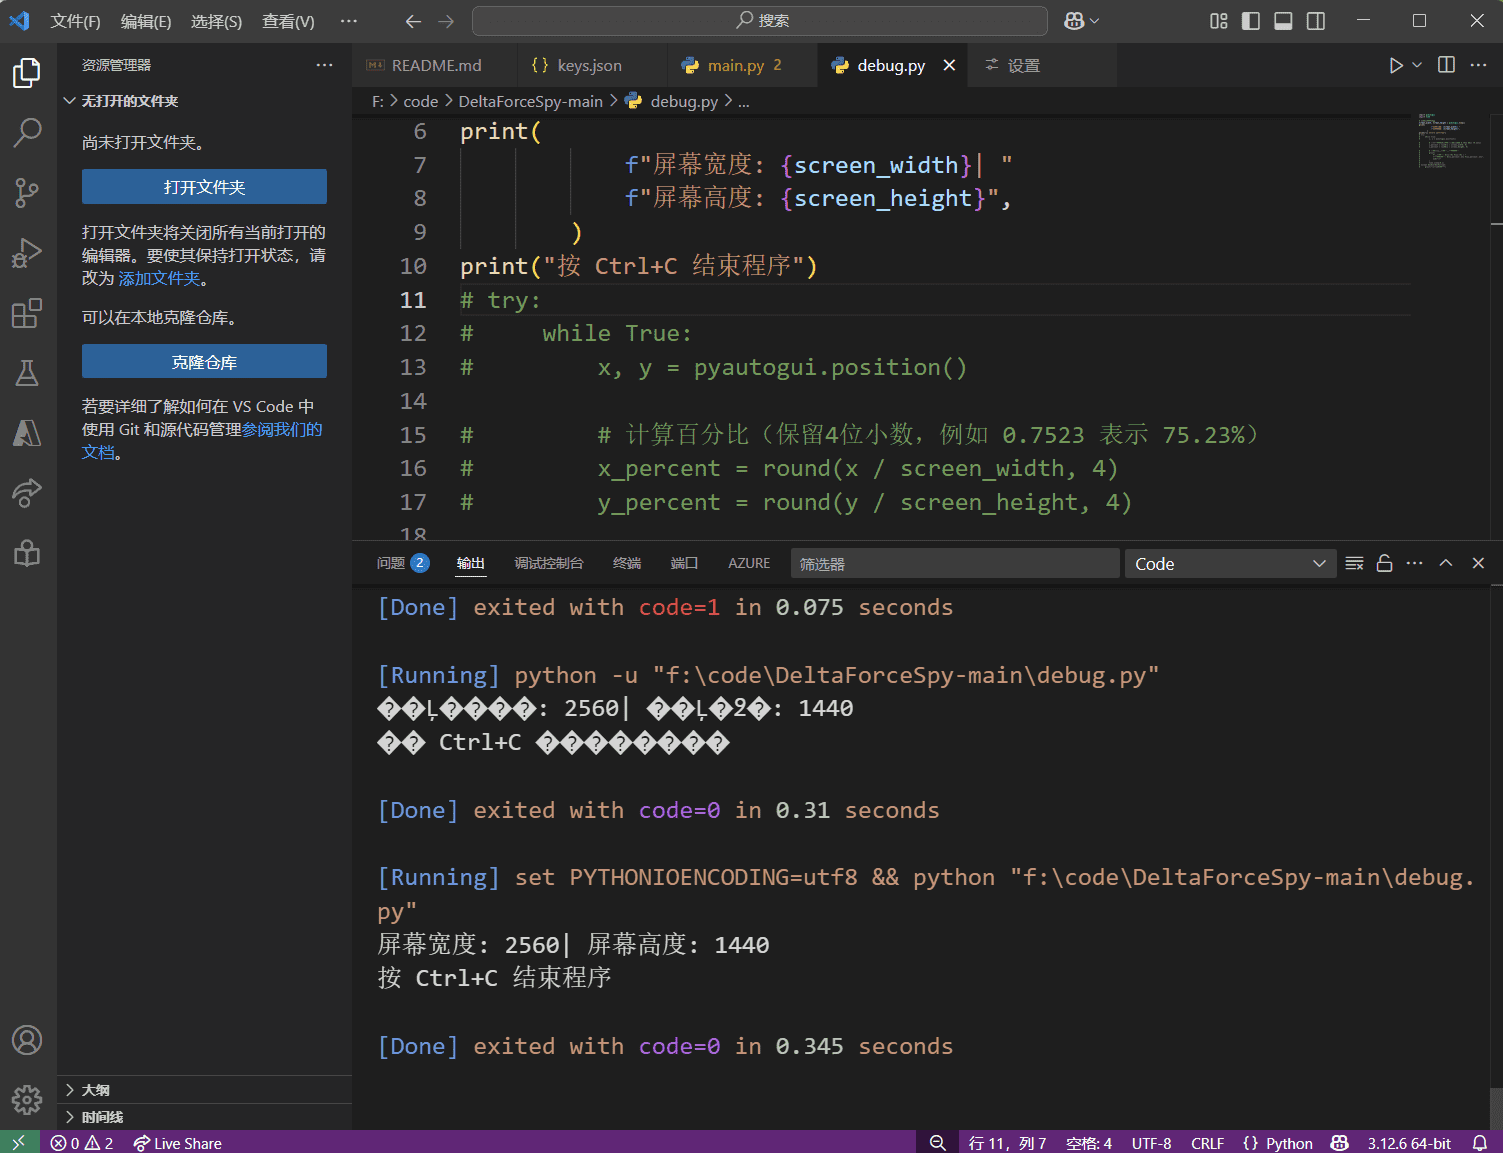 文件(F) 编辑(E) 选择(S) 查看(V) ··· 搜索
资源管理器 ···
无打开的文件夹
尚未打开文件夹。
打开文件夹
打开文件夹将关闭所有当前打开的
编辑器。要使其保持打开状态，请
改为 添加文件夹。
可以在本地克隆仓库。
克隆仓库
若要详细了解如何在 VS Code 中
使用 Git 和源代码管理参阅我们的
文档。
大纲
时间线
README.md {} keys.json main.py 2 debug.py 设置
F: > code > DeltaForceSpy-main > debug.py > ...
6 print(
7 f"屏幕宽度: {screen_width}| "
8 f"屏幕高度: {screen_height}",
9 )
10 print("按 Ctrl+C 结束程序")
11 # try:
12 #     while True:
13 #         x, y = pyautogui.position()
14
15 #         # 计算百分比（保留4位小数，例如 0.7523 表示 75.23%）
16 #         x_percent = round(x / screen_width, 4)
17 #         y_percent = round(y / screen_height, 4)
18
问题 2 输出 调试控制台 终端 端口 AZURE 筛选器 Code
[Done] exited with code=1 in 0.075 seconds
[Running] python -u "f:\code\DeltaForceSpy-main\debug.py"
��Ļ����: 2560| ��Ļ�߶�: 1440
�� Ctrl+C ��������
[Done] exited with code=0 in 0.31 seconds
[Running] set PYTHONIOENCODING=utf8 && python "f:\code\DeltaForceSpy-main\debug.
py"
屏幕宽度: 2560| 屏幕高度: 1440
按 Ctrl+C 结束程序
[Done] exited with code=0 in 0.345 seconds
0 2 Live Share 行 11，列 7 空格: 4 UTF-8 CRLF {} Python 3.12.6 64-bit